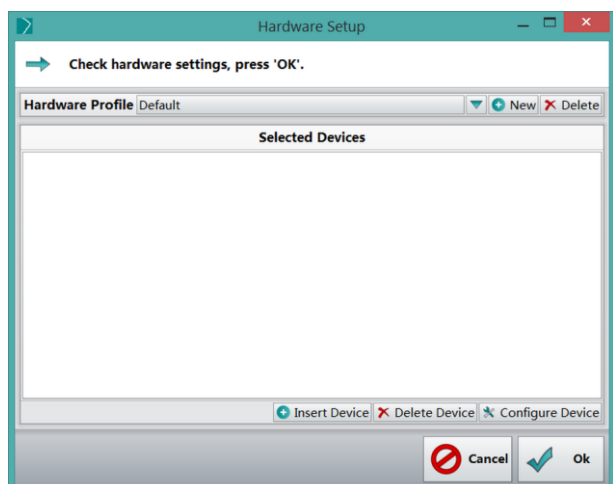 Hardware Setup
Check hardware settings, press 'OK'.
Hardware Profile Default New Delete
Selected Devices
Insert Device Delete Device Configure Device
Cancel Ok